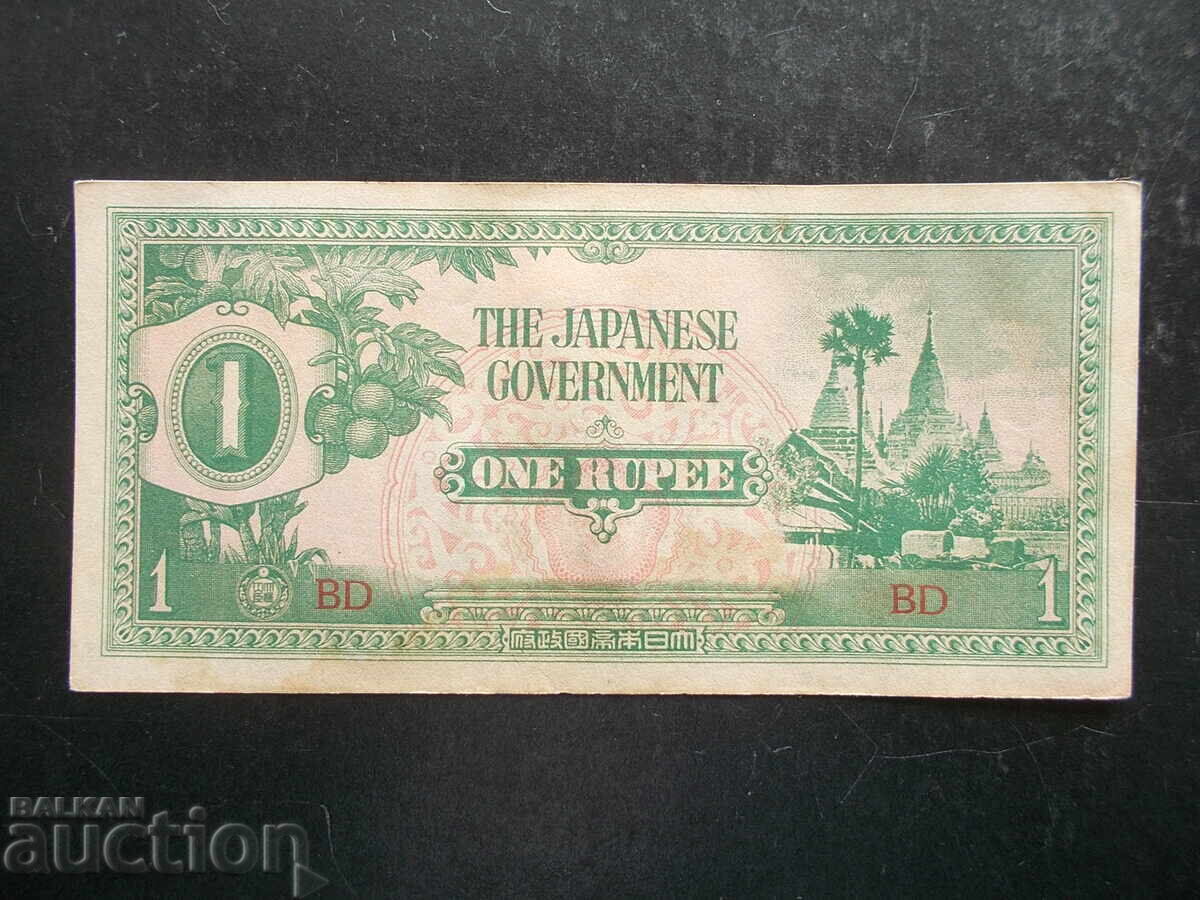 THE JAPANESE
GOVERNMENT
1
ONE RUPEE
1 BD BD 1
府政國帝本日大
BALKAN
auction